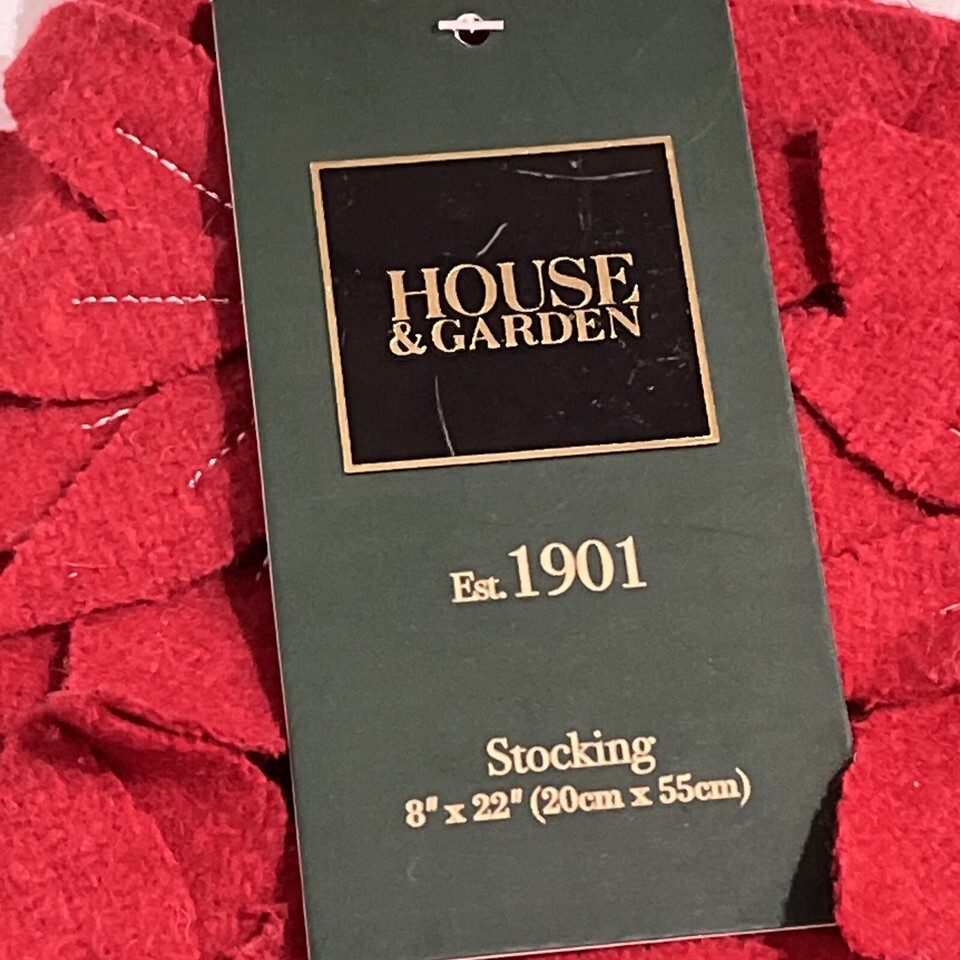 HOUSE
& GARDEN
Est. 1901
Stocking
8" x 22" (20cm x 55cm)